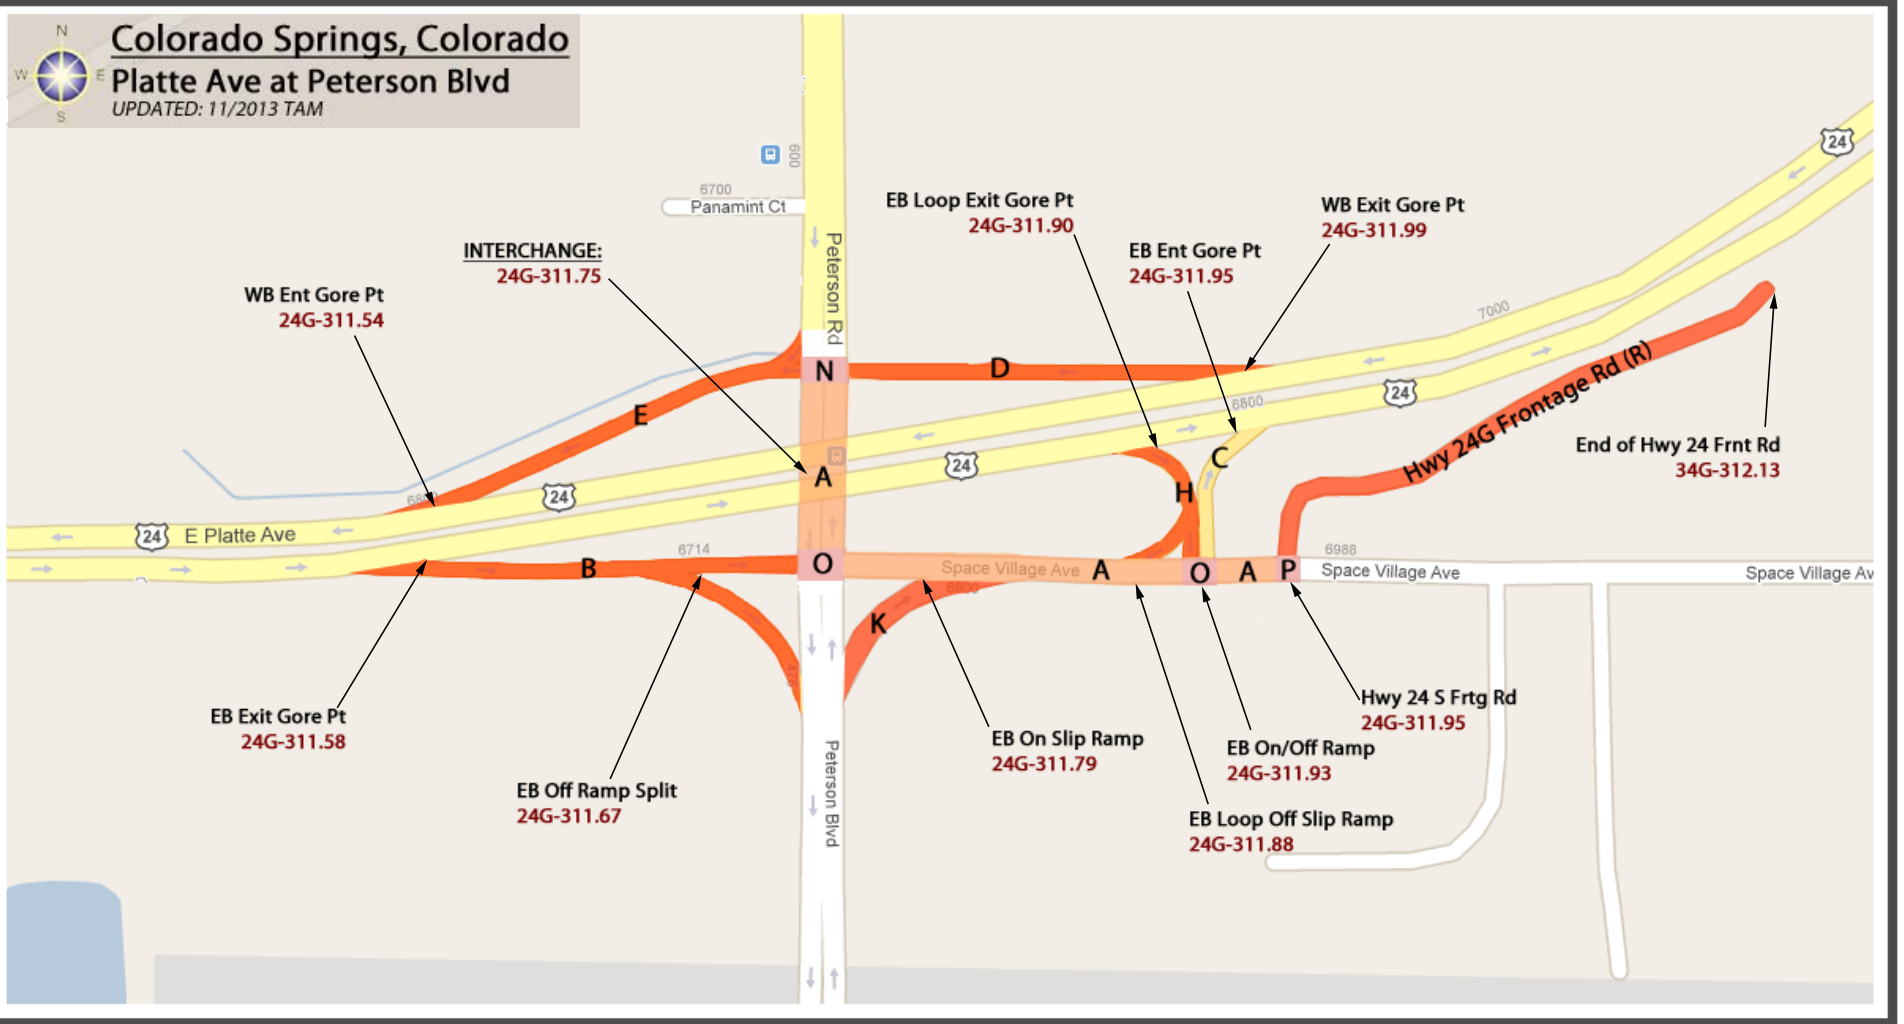 N
W
E
S
Colorado Springs, Colorado
Platte Ave at Peterson Blvd
UPDATED: 11/2013 TAM
24
600
6700
Panamint Ct
Peterson Rd
EB Loop Exit Gore Pt
24G-311.90
WB Exit Gore Pt
24G-311.99
EB Ent Gore Pt
24G-311.95
INTERCHANGE:
24G-311.75
WB Ent Gore Pt
24G-311.54
7000
N
D
E
6800
24
Hwy 24G Frontage Rd (R)
End of Hwy 24 Frnt Rd
34G-312.13
C
24
A
H
24
24
E Platte Ave
6714
6988
B
O
Space Village Ave
A
O
A
P
Space Village Ave
Space Village Av
6900
K
470
EB Exit Gore Pt
24G-311.58
Hwy 24 S Frtg Rd
24G-311.95
EB On Slip Ramp
24G-311.79
EB On/Off Ramp
24G-311.93
Peterson Blvd
EB Off Ramp Split
24G-311.67
EB Loop Off Slip Ramp
24G-311.88